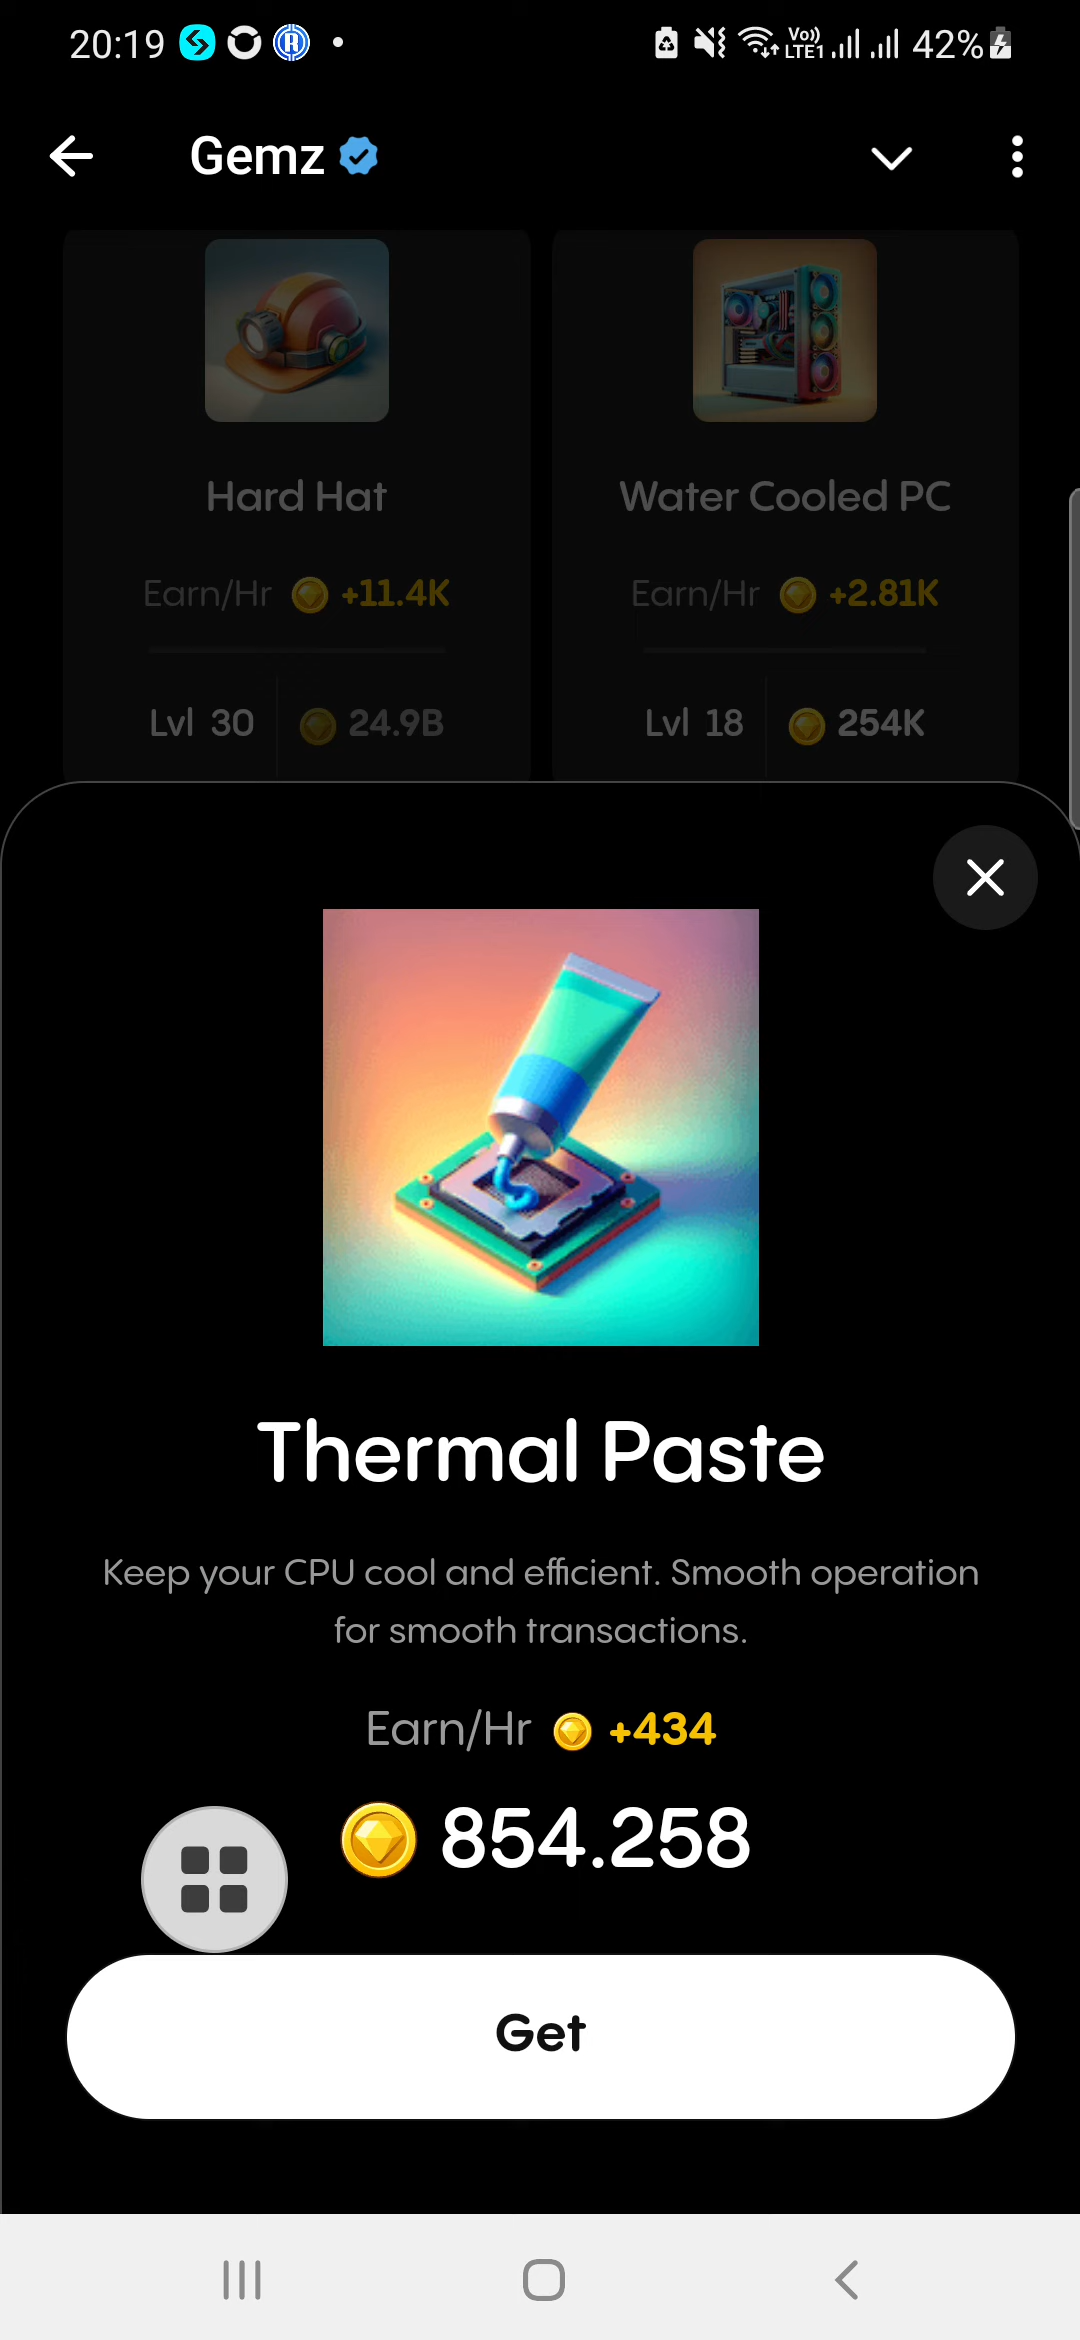 20:19 Vo)) LTE1 42%
Gemz
Hard Hat
Water Cooled PC
Earn/Hr +11.4K
Earn/Hr +2.81K
Lvl 30 24.9B
Lvl 18 254K
Thermal Paste
Keep your CPU cool and efficient. Smooth operation
for smooth transactions.
Earn/Hr +434
854.258
Get